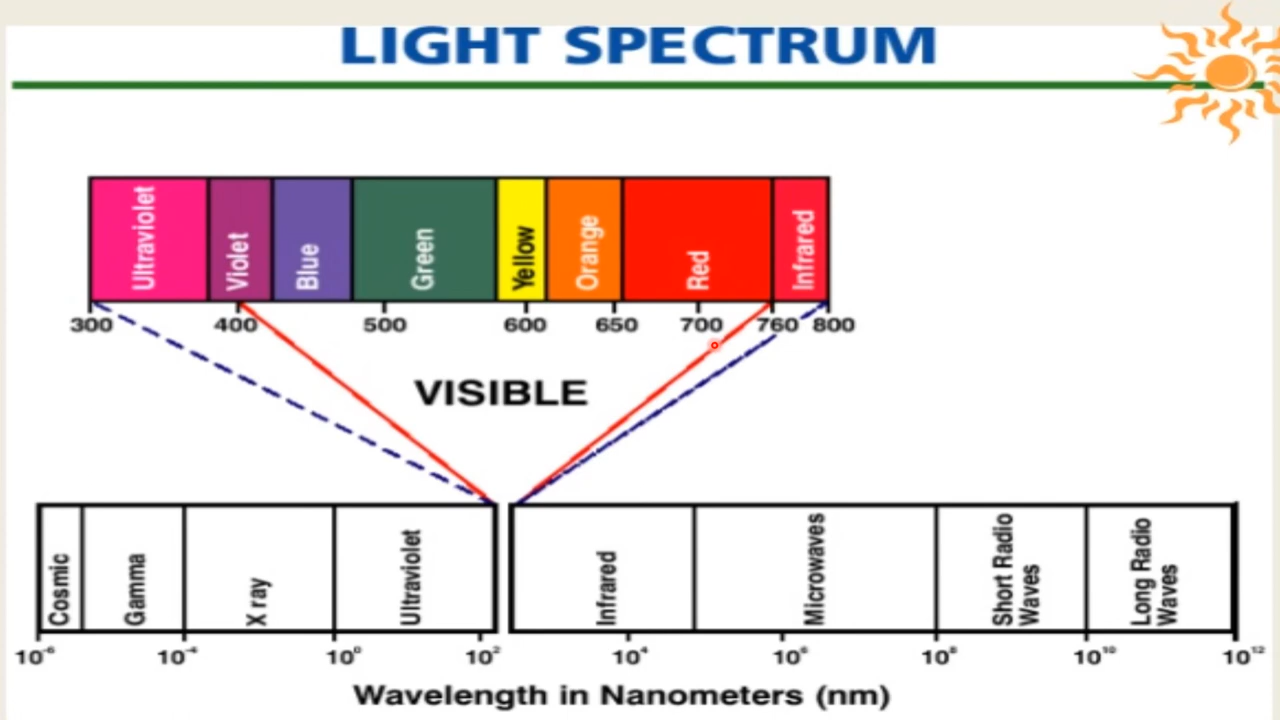 LIGHT SPECTRUM
Ultraviolet
Violet
Blue
Green
Yellow
Orange
Red
Infrared
300 400 500 600 650 700 760 800
VISIBLE
Cosmic
Gamma
X ray
Ultraviolet
Infrared
Microwaves
Short Radio
Waves
Long Radio
Waves
10⁻⁶ 10⁻⁴ 10⁰ 10² 10⁴ 10⁶ 10⁸ 10¹⁰ 10¹²
Wavelength in Nanometers (nm)